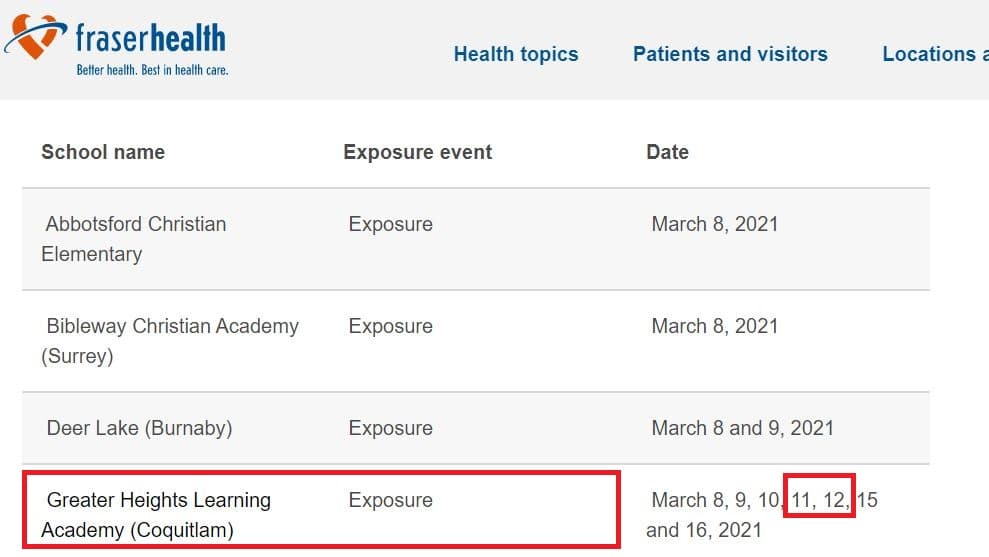 fraserhealth
Better health. Best in health care.
Health topics Patients and visitors Locations a
School name Exposure event Date
Abbotsford Christian Exposure March 8, 2021
Elementary
Bibleway Christian Academy Exposure March 8, 2021
(Surrey)
Deer Lake (Burnaby) Exposure March 8 and 9, 2021
Greater Heights Learning Exposure March 8, 9, 10, 11, 12, 15
Academy (Coquitlam) and 16, 2021